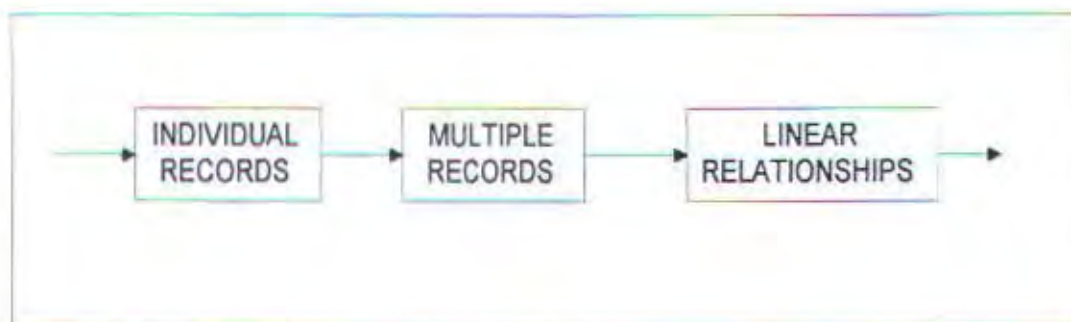 INDIVIDUAL
RECORDS
MULTIPLE
RECORDS
LINEAR
RELATIONSHIPS